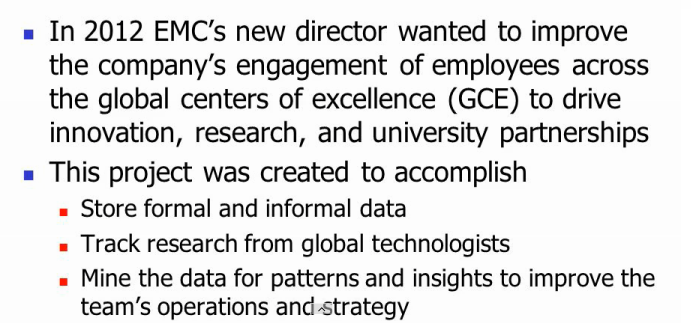 In 2012 EMC’s new director wanted to improve
the company’s engagement of employees across
the global centers of excellence (GCE) to drive
innovation, research, and university partnerships
This project was created to accomplish
Store formal and informal data
Track research from global technologists
Mine the data for patterns and insights to improve the
team’s operations and strategy